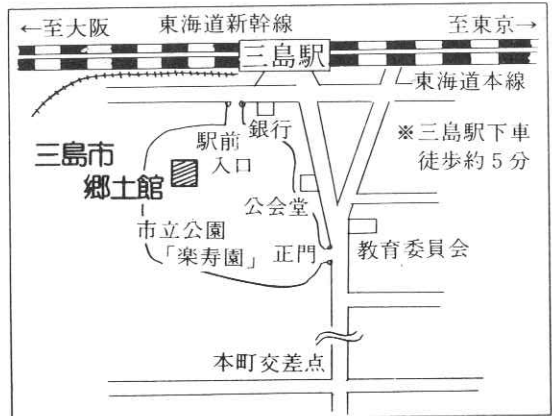 ←至大阪
東海道新幹線
至東京→
三島駅
東海道本線
駅前
入口
銀行
※三島駅下車
徒歩約5分
三島市
郷土館
公会堂
市立公園
「楽寿園」
正門
教育委員会
本町交差点